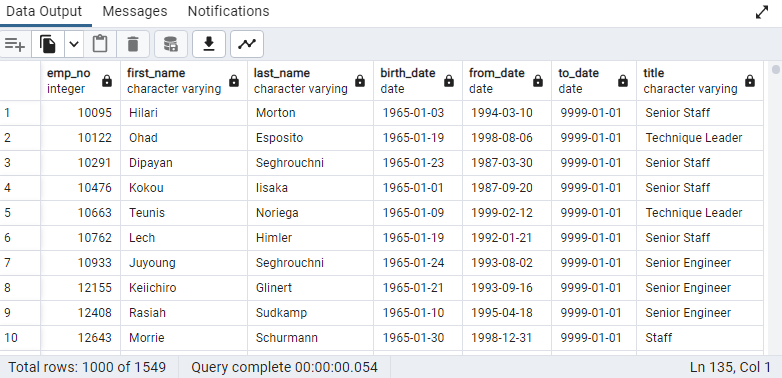 Data Output Messages Notifications
emp_no first_name last_name birth_date from_date to_date title
integer character varying character varying date date date character varying
1 10095 Hilari Morton 1965-01-03 1994-03-10 9999-01-01 Senior Staff
2 10122 Ohad Esposito 1965-01-19 1998-08-06 9999-01-01 Technique Leader
3 10291 Dipayan Seghrouchni 1965-01-23 1987-03-30 9999-01-01 Senior Staff
4 10476 Kokou Iisaka 1965-01-01 1987-09-20 9999-01-01 Senior Staff
5 10663 Teunis Noriega 1965-01-09 1999-02-12 9999-01-01 Technique Leader
6 10762 Lech Himler 1965-01-19 1992-01-21 9999-01-01 Senior Staff
7 10933 Juyoung Seghrouchni 1965-01-24 1993-08-02 9999-01-01 Senior Engineer
8 12155 Keiichiro Glinert 1965-01-21 1993-09-16 9999-01-01 Senior Engineer
9 12408 Rasiah Sudkamp 1965-01-10 1995-04-18 9999-01-01 Senior Engineer
10 12643 Morrie Schurmann 1965-01-30 1998-12-31 9999-01-01 Staff
Total rows: 1000 of 1549 Query complete 00:00:00.054 Ln 135, Col 1